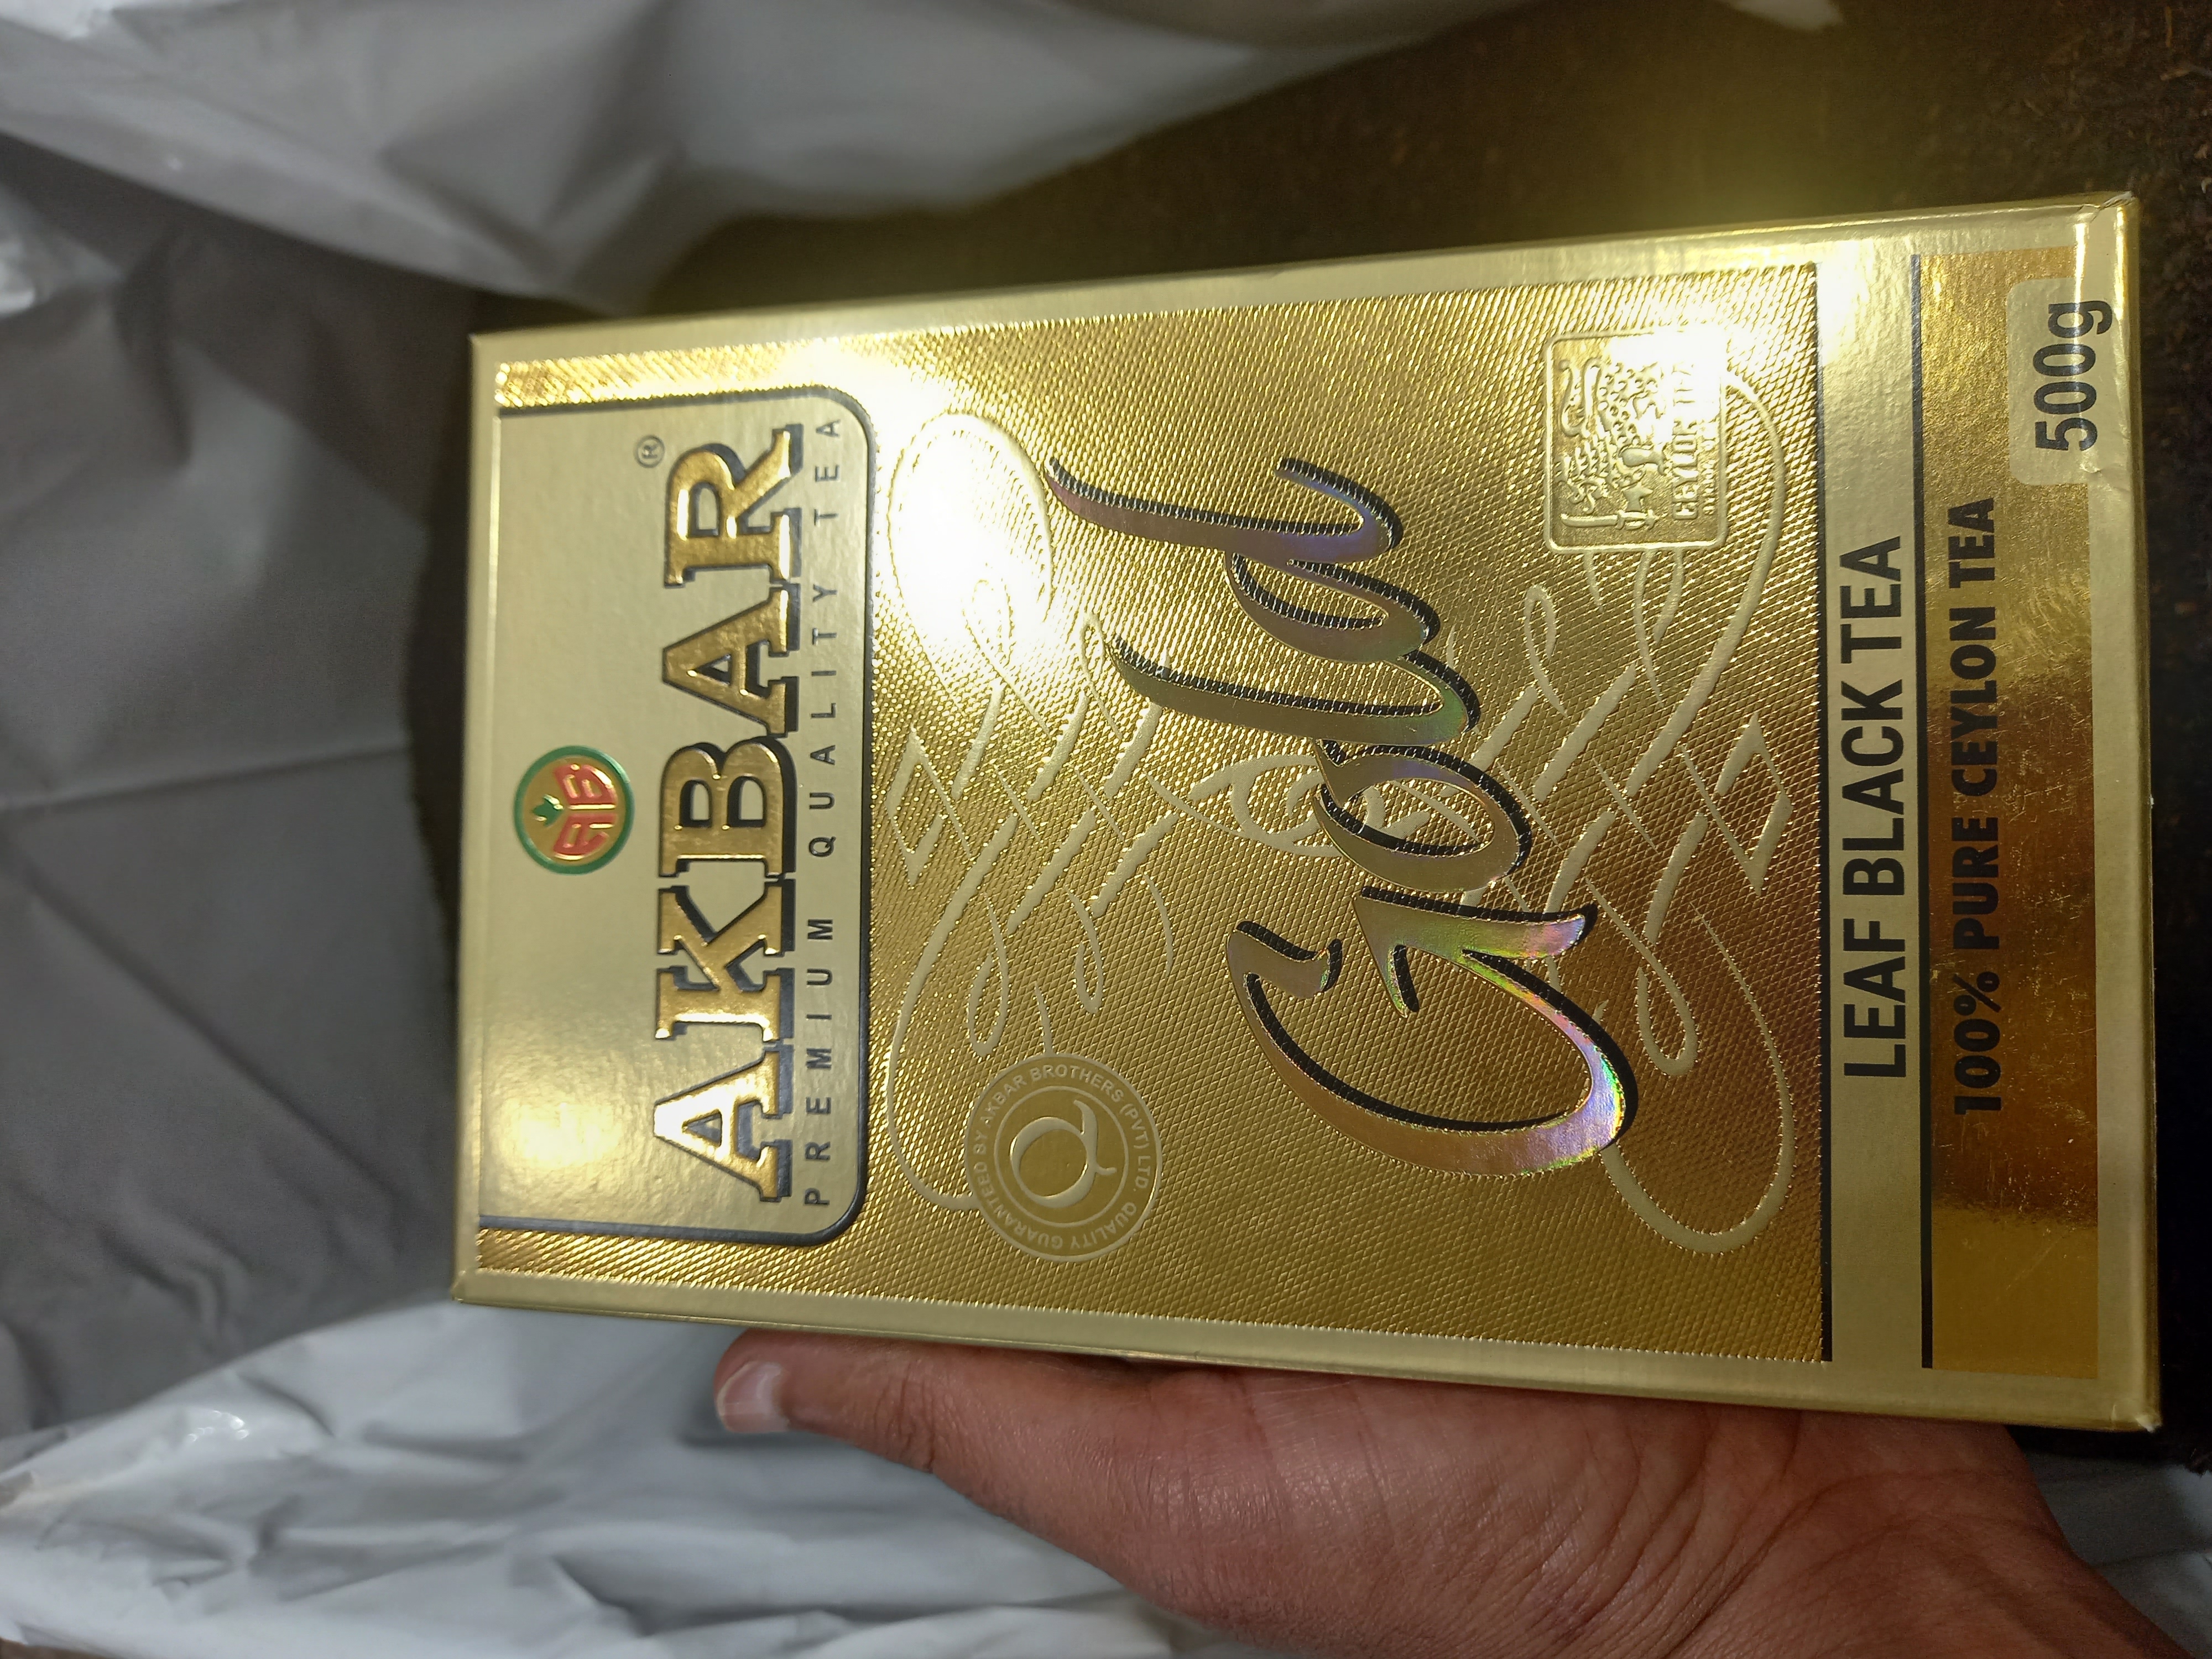 AB
AKBAR®
PREMIUM QUALITY TEA
QUALITY GUARANTEED BY AKBAR BROTHERS (PVT) LTD.
Q
Gold
CEYLON TEA
LEAF BLACK TEA
100% PURE CEYLON TEA
500g